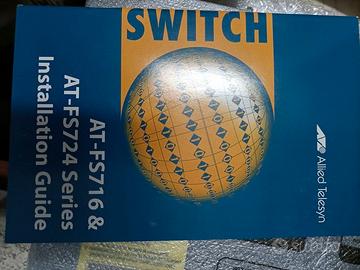 SWITCH
AT-FS716 &
AT-FS724 Series
Installation Guide
Allied Telesyn